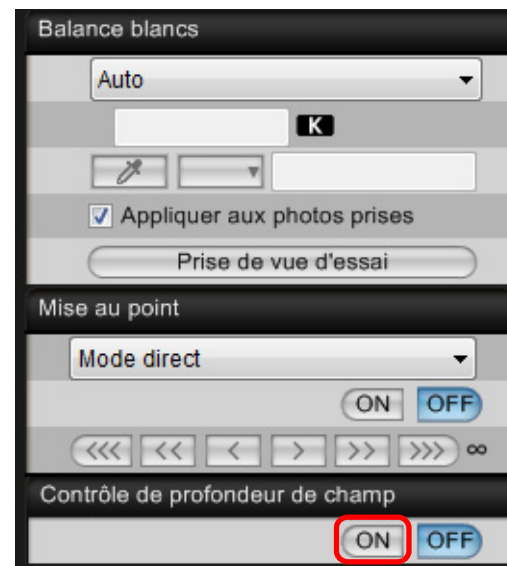 Balance blancs
Auto
K
Appliquer aux photos prises
Prise de vue d'essai
Mise au point
Mode direct
ON OFF
<<< << < > >> >>> ∞
Contrôle de profondeur de champ
ON OFF